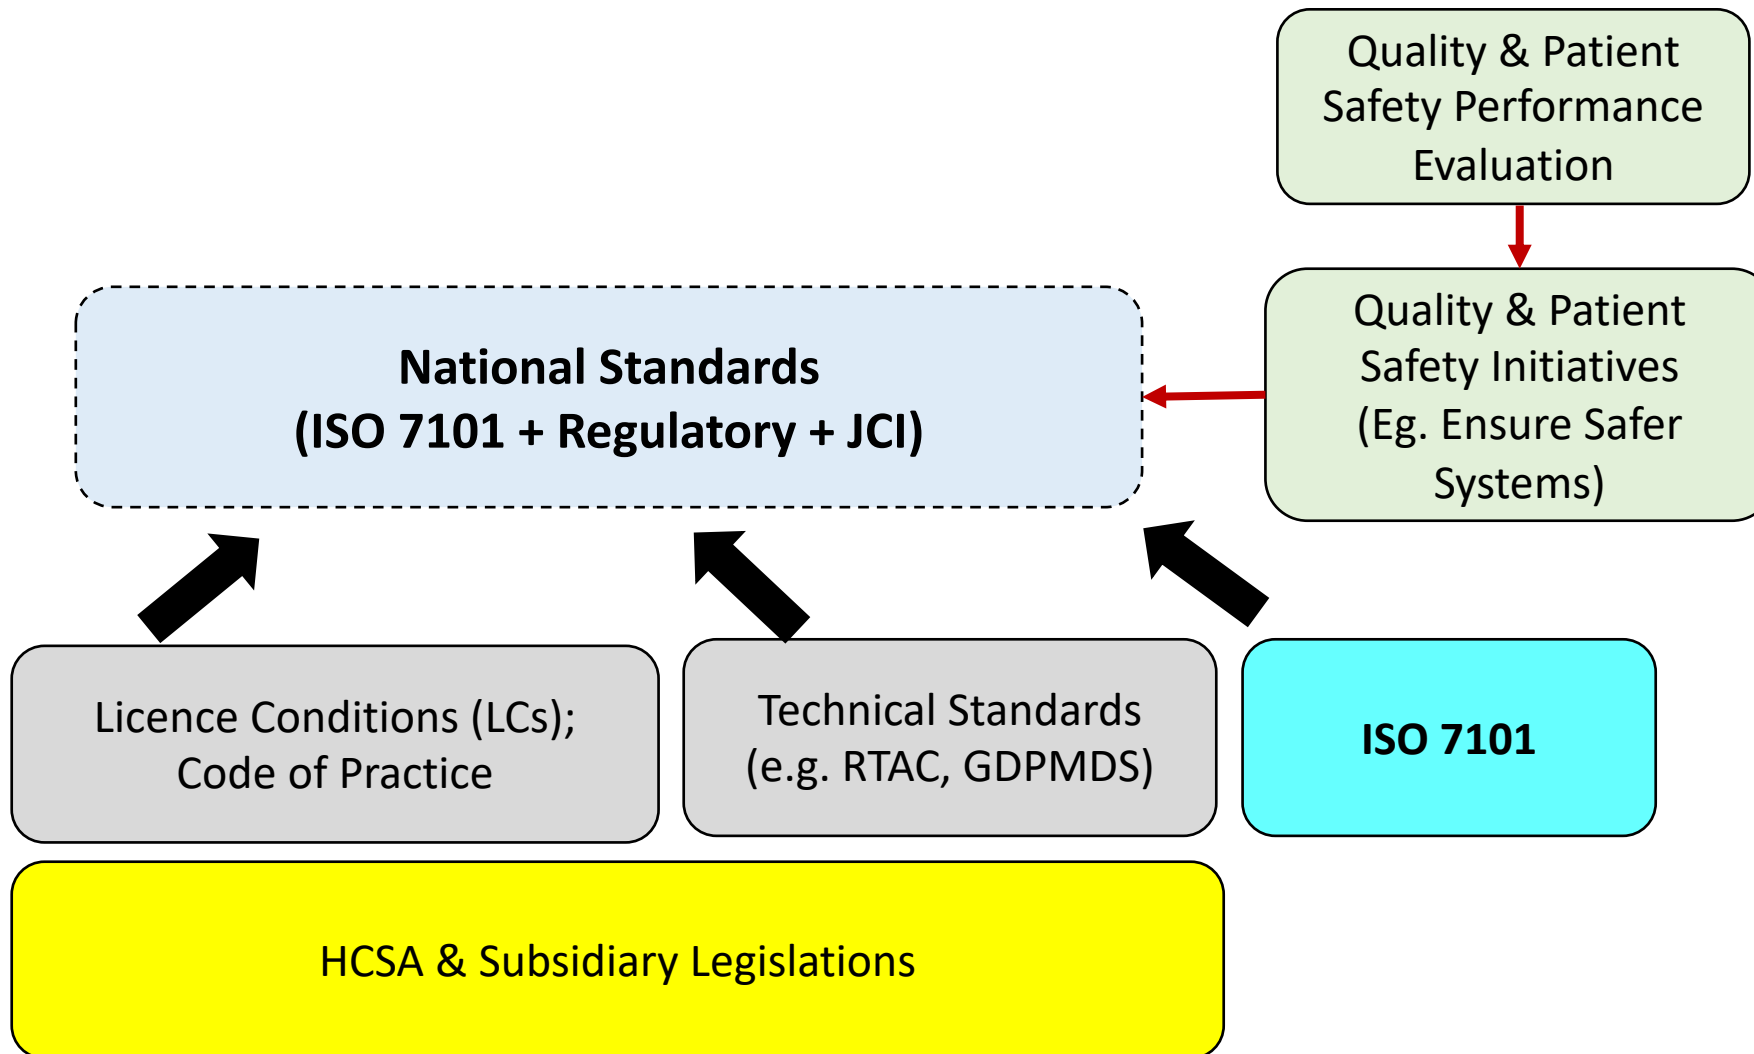 Quality & Patient
Safety Performance
Evaluation
National Standards
(ISO 7101 + Regulatory + JCI)
Quality & Patient
Safety Initiatives
(Eg. Ensure Safer
Systems)
Licence Conditions (LCs);
Code of Practice
Technical Standards
(e.g. RTAC, GDPMDS)
ISO 7101
HCSA & Subsidiary Legislations